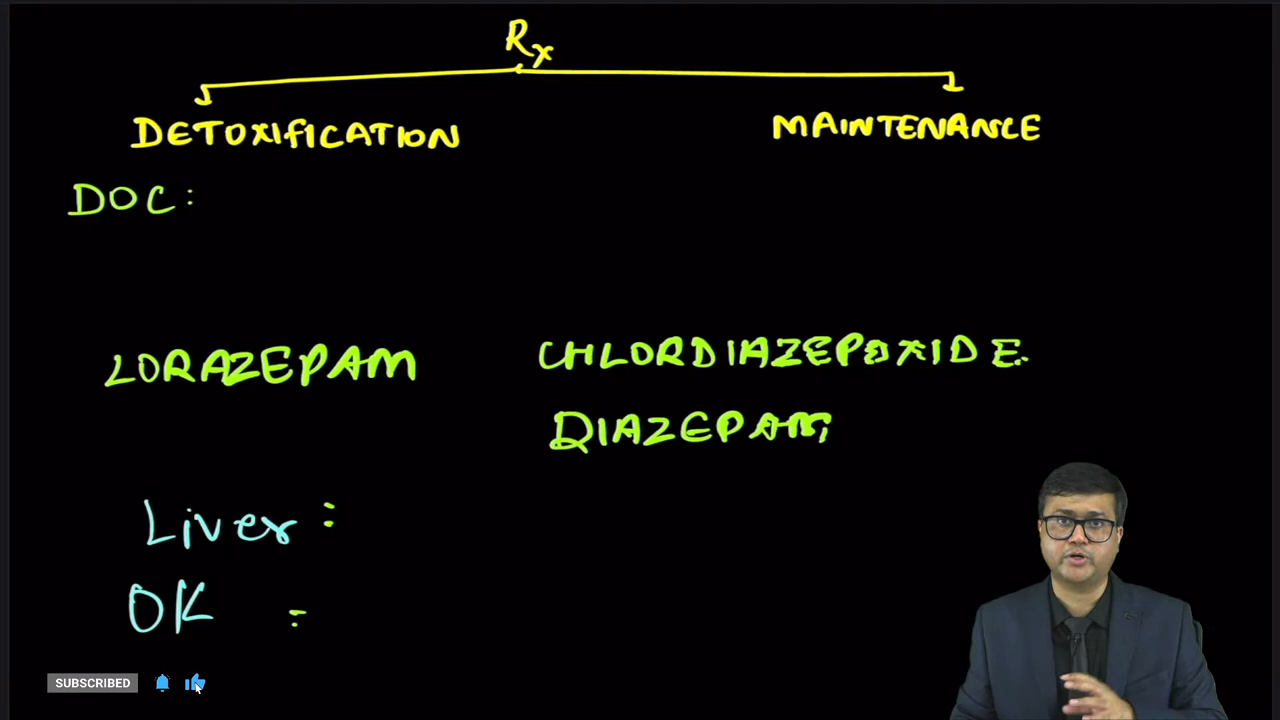 Rx
DETOXIFICATION MAINTENANCE
DOC:
LORAZEPAM CHLORDIAZEPOXIDE.
DIAZEPAM;
Liver :
OK =
SUBSCRIBED